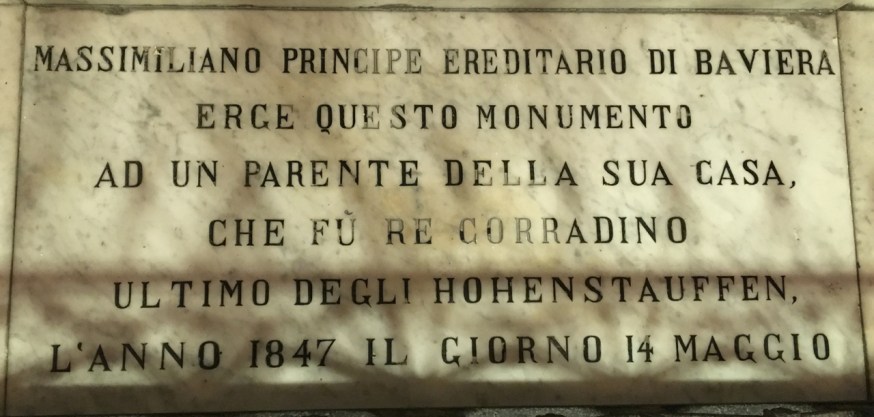 MASSIMILIANO PRINCIPE EREDITARIO DI BAVIERA
ERGE QUESTO MONUMENTO
AD UN PARENTE DELLA SUA CASA,
CHE FÙ RE CORRADINO
ULTIMO DEGLI HOHENSTAUFFEN,
L'ANNO 1847 IL GIORNO 14 MAGGIO